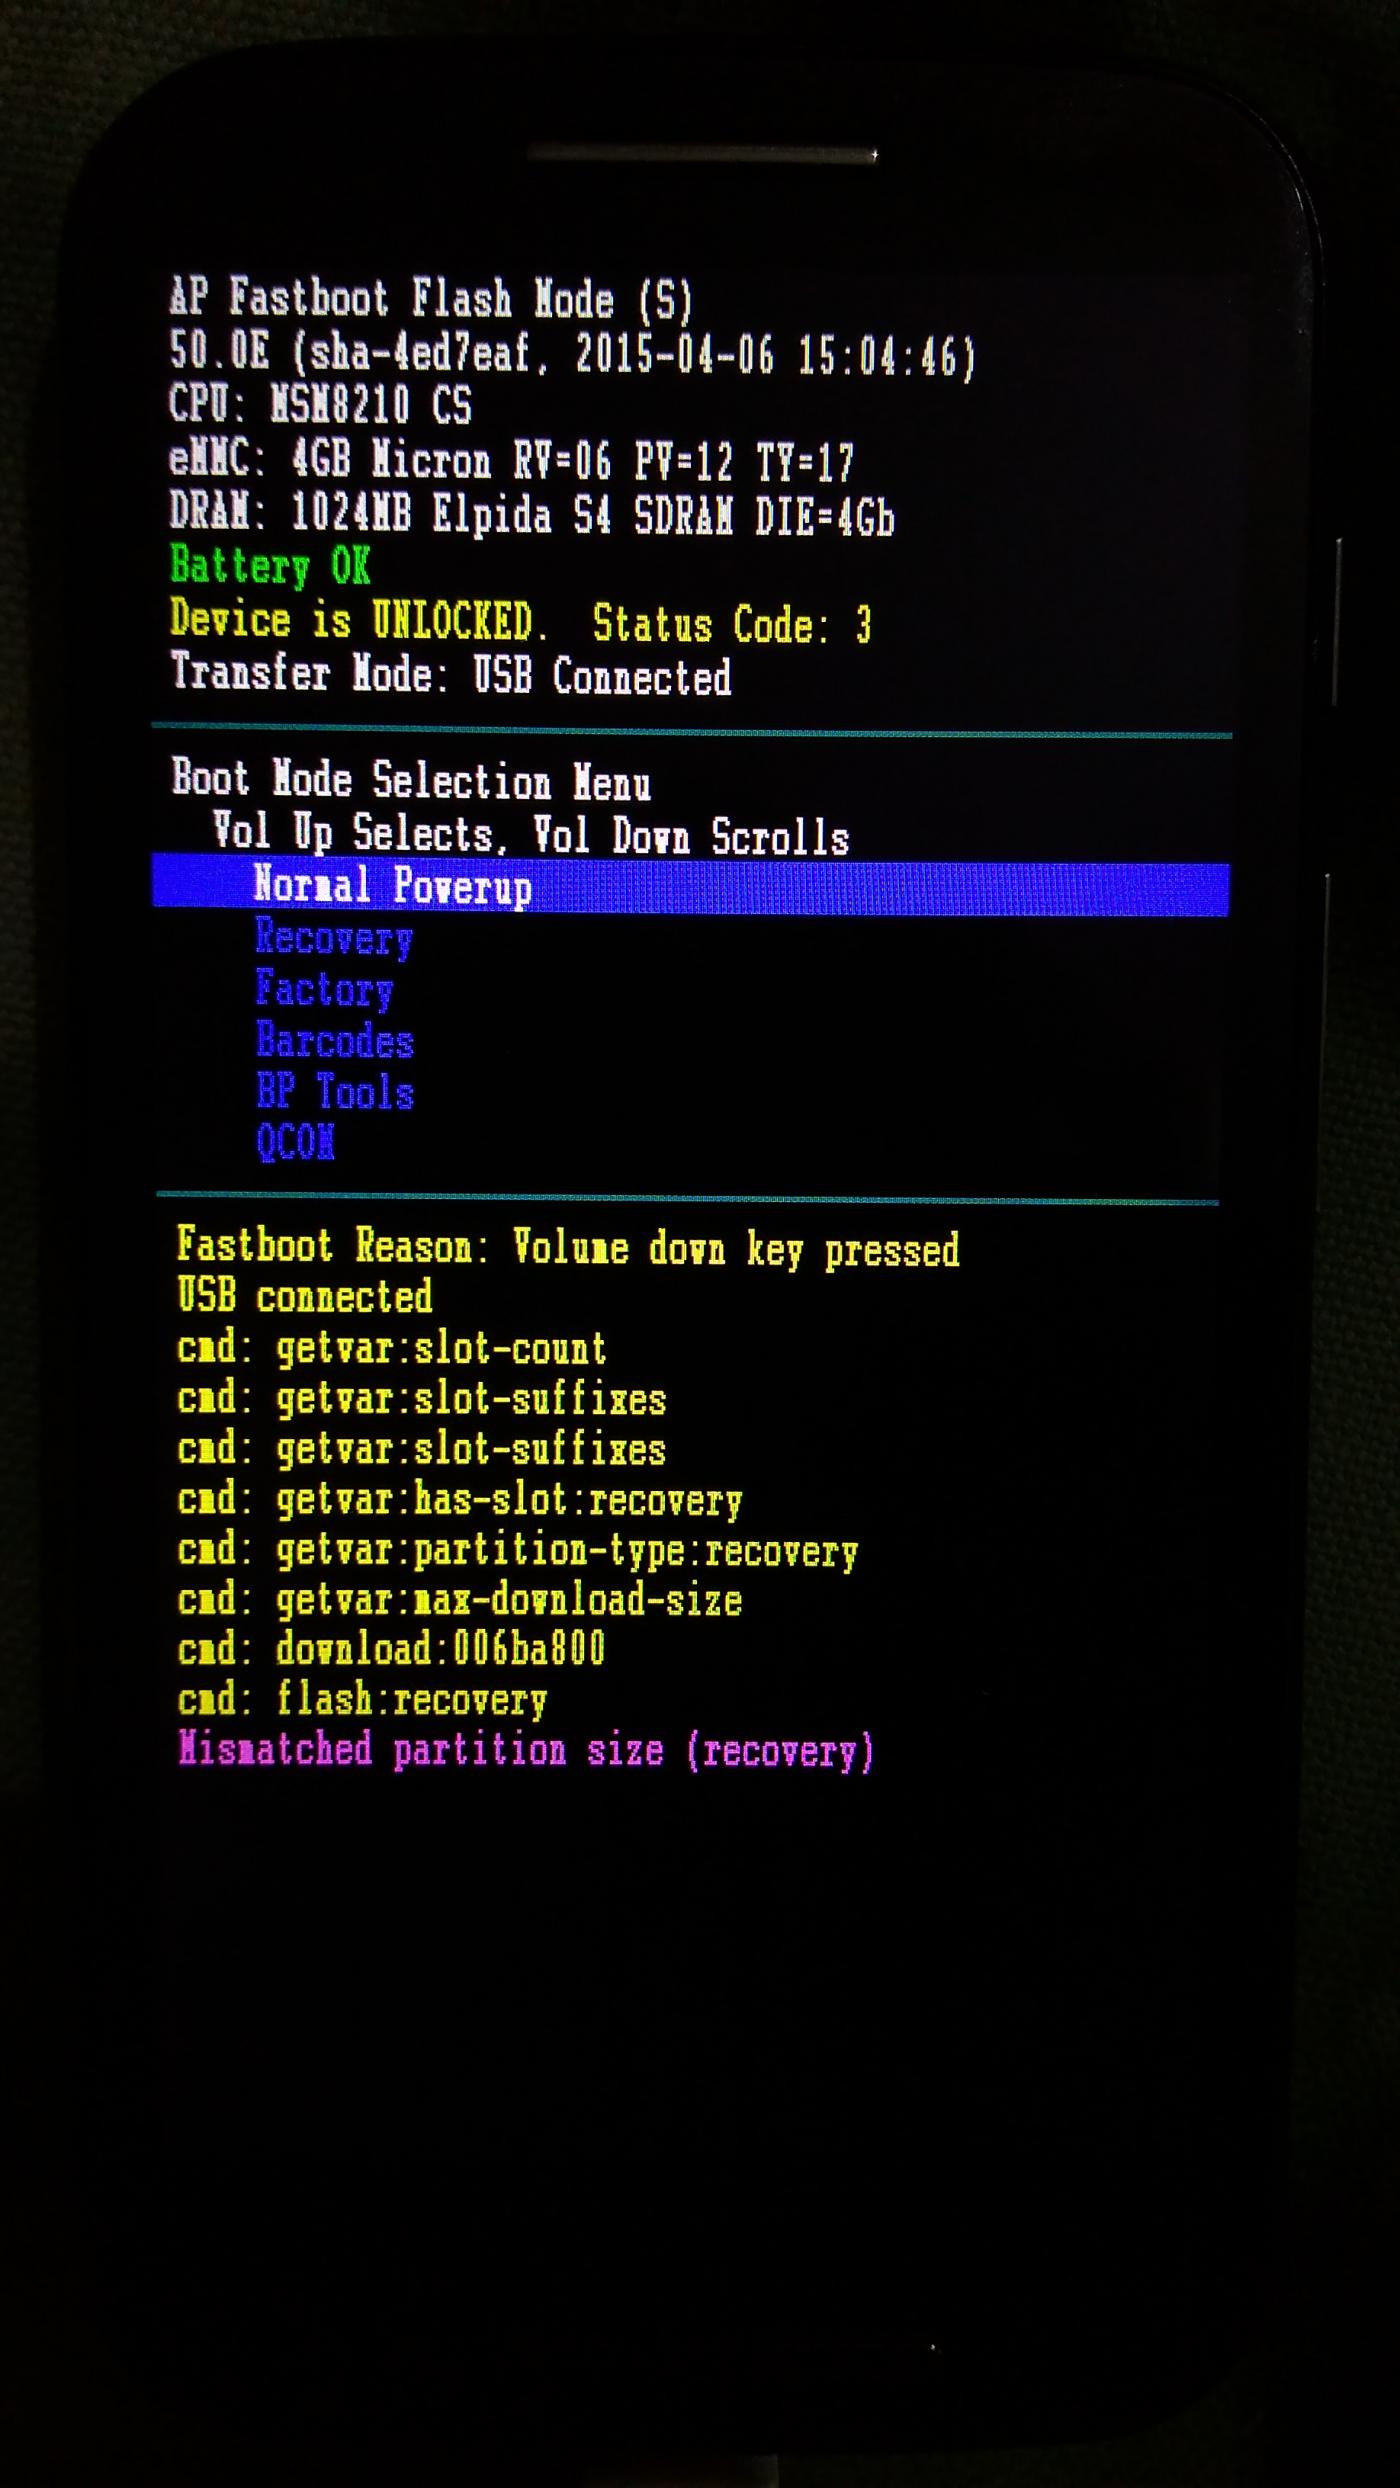 AP Fastboot Flash Mode (S)
50.0E (sha-4ed7eaf, 2015-04-06 15:04:46)
CPU: MSM8210 CS
eMMC: 4GB Micron RV=06 PV=12 TY=17
DRAM: 1024MB Elpida S4 SDRAM DIE=4Gb
Battery OK
Device is UNLOCKED.  Status Code: 3
Transfer Mode: USB Connected
Boot Mode Selection Menu
Vol Up Selects, Vol Down Scrolls
Normal Powerup
Recovery
Factory
Barcodes
BP Tools
QCOM
Fastboot Reason: Volume down key pressed
USB connected
cmd: getvar:slot-count
cmd: getvar:slot-suffixes
cmd: getvar:slot-suffixes
cmd: getvar:has-slot:recovery
cmd: getvar:partition-type:recovery
cmd: getvar:max-download-size
cmd: download:006ba800
cmd: flash:recovery
Mismatched partition size (recovery)